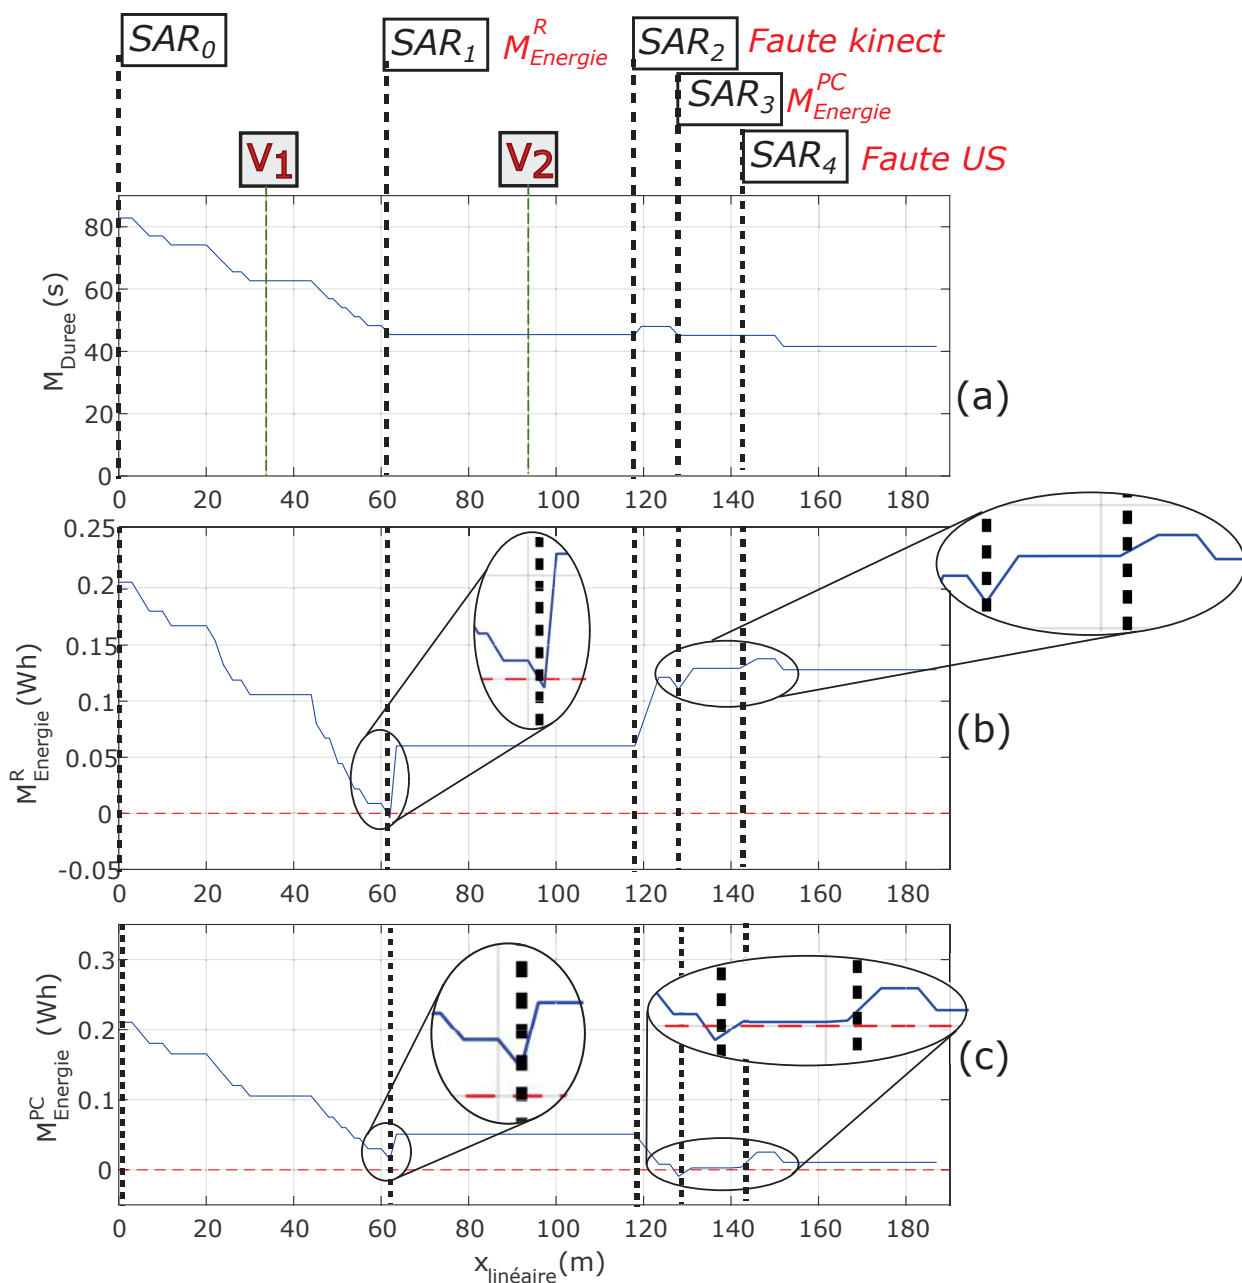 SAR0
SAR1 M^R_Energie
SAR2 Faute kinect
SAR3 M^PC_Energie
SAR4 Faute US
V1
V2
80
60
40
20
0
M_Duree (s)
(a)
0 20 40 60 80 100 120 140 160 180
0.25
0.2
0.15
0.1
0.05
0
-0.05
M^R_Energie (Wh)
(b)
0 20 40 60 80 100 120 140 160 180
0.3
0.2
0.1
0
M^PC_Energie (Wh)
(c)
0 20 40 60 80 100 120 140 160 180
x_linéaire (m)